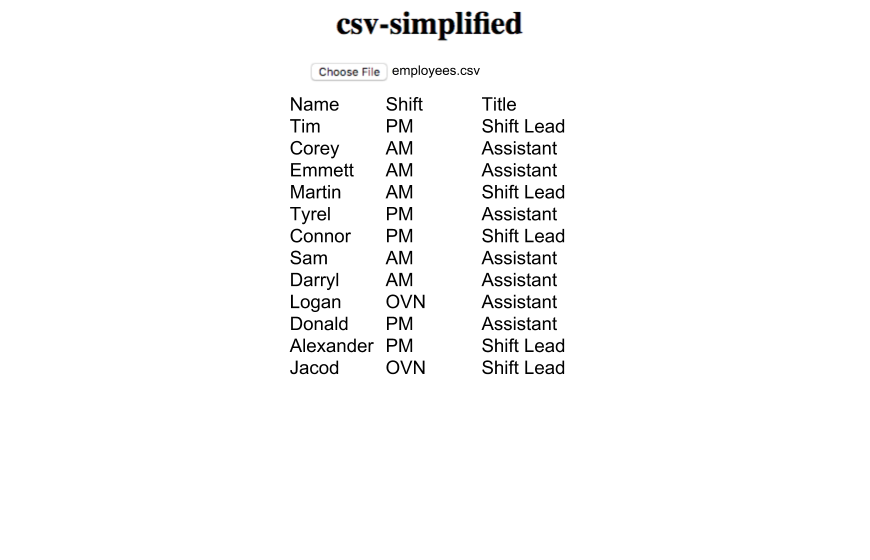 csv-simplified
Choose File employees.csv
Name Shift Title
Tim PM Shift Lead
Corey AM Assistant
Emmett AM Assistant
Martin AM Shift Lead
Tyrel PM Assistant
Connor PM Shift Lead
Sam AM Assistant
Darryl AM Assistant
Logan OVN Assistant
Donald PM Assistant
Alexander PM Shift Lead
Jacod OVN Shift Lead